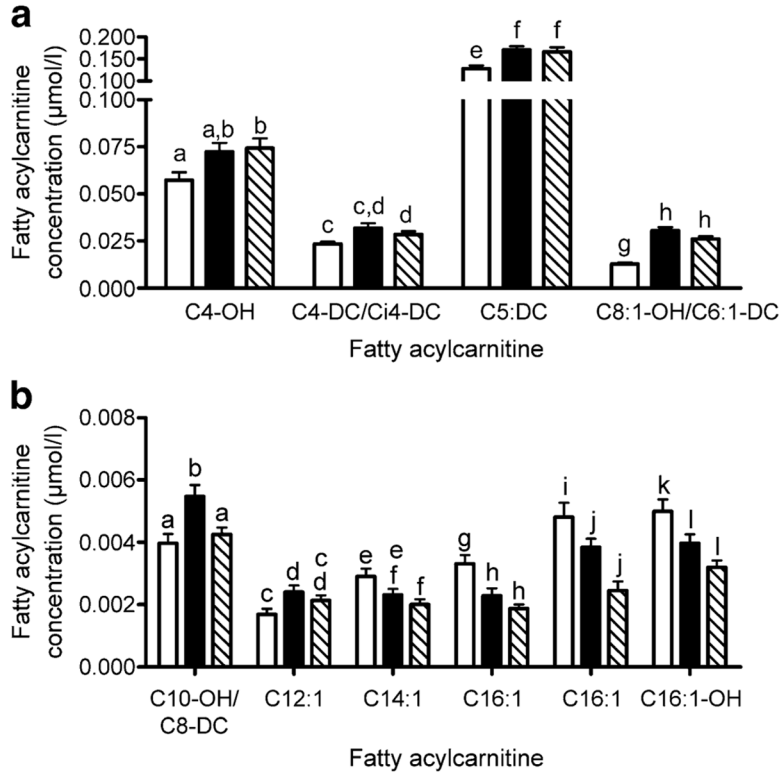 a
Fatty acylcarnitine
concentration (µmol/l)
0.200
0.150
0.100
0.100
0.075
0.050
0.025
0.000
a
a,b
b
c
c,d
d
e
f
f
g
h
h
C4-OH
C4-DC/Ci4-DC
C5:DC
C8:1-OH/C6:1-DC
Fatty acylcarnitine
b
Fatty acylcarnitine
concentration (µmol/l)
0.008
0.006
0.004
0.002
0.000
a
b
a
c
d
c
d
e
e
f
f
g
h
h
i
j
j
k
l
l
C10-OH/
C8-DC
C12:1
C14:1
C16:1
C16:1
C16:1-OH
Fatty acylcarnitine